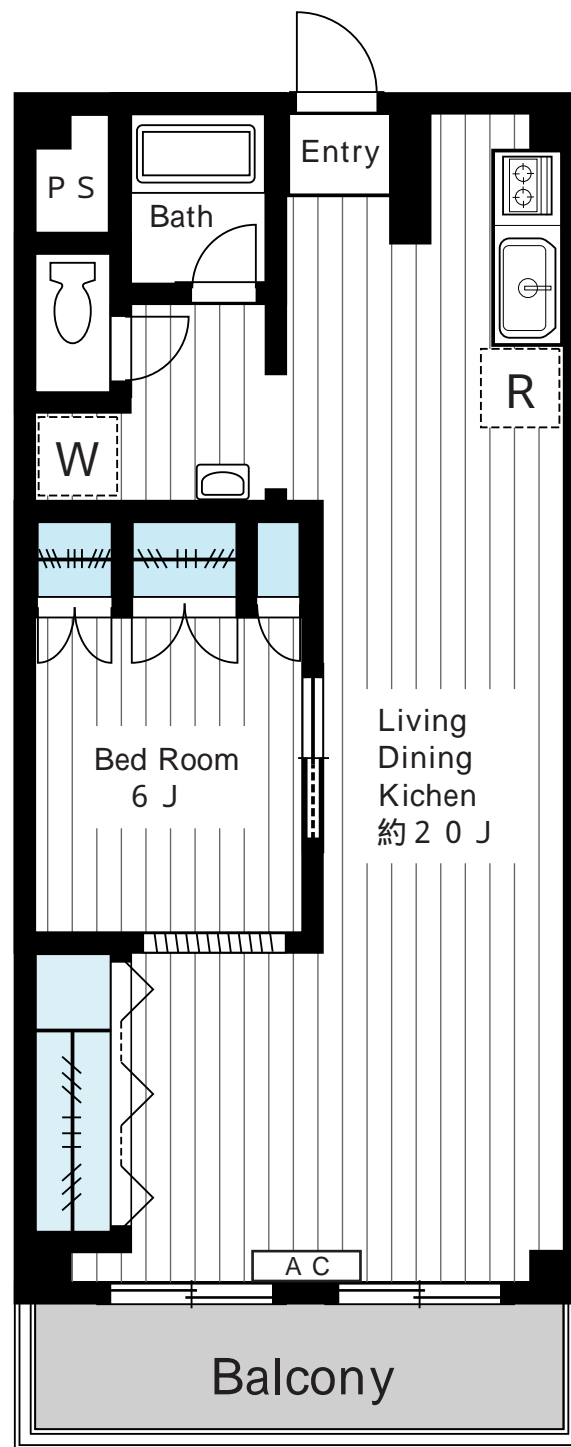 Entry
P S
Bath
R
W
Living
Dining
Kichen
約２０J
Bed Room
６ J
A C
Balcony